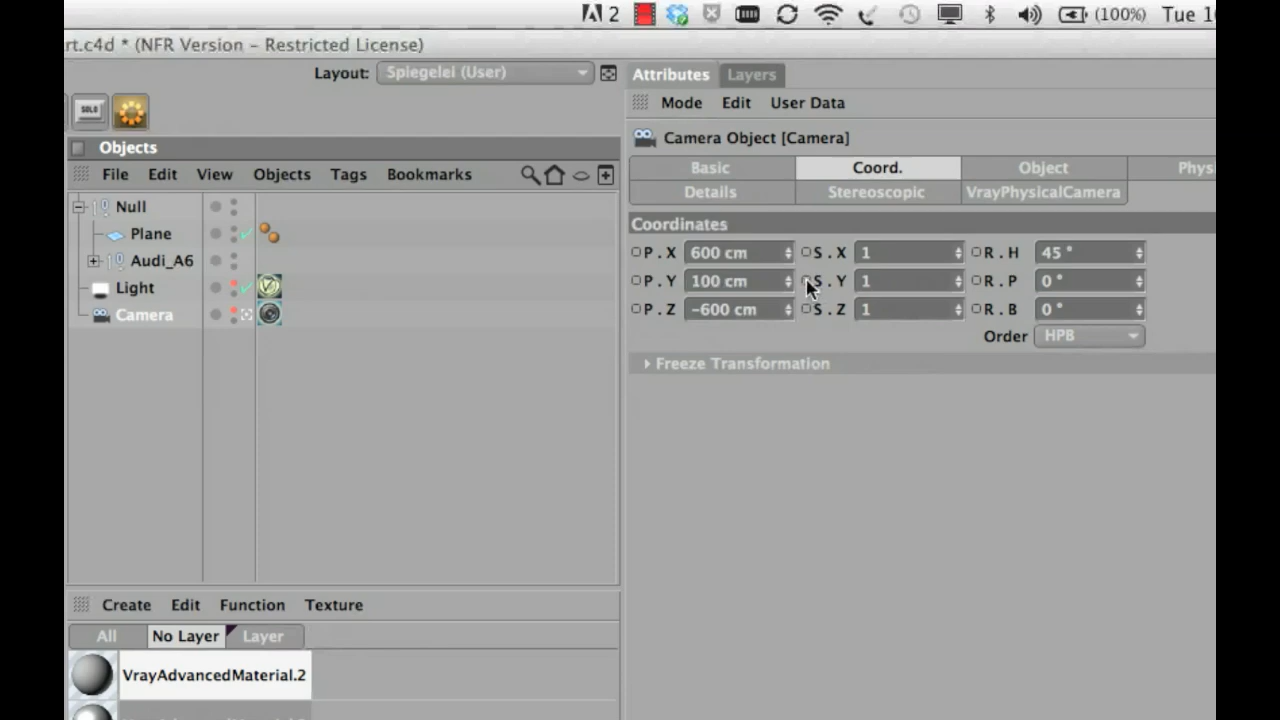 2 (100%) Tue 1
rt.c4d * (NFR Version – Restricted License)
Layout: Spiegelei (User)
Attributes Layers
Mode Edit User Data
SOLO
Camera Object [Camera]
Objects
Basic Coord. Object Phys
File Edit View Objects Tags Bookmarks
Details Stereoscopic VrayPhysicalCamera
Null
Coordinates
Plane
P . X 600 cm S . X 1 R . H 45 °
Audi_A6
P . Y 100 cm S . Y 1 R . P 0 °
Light
P . Z -600 cm S . Z 1 R . B 0 °
Camera
Order HPB
Freeze Transformation
Create Edit Function Texture
All No Layer Layer
VrayAdvancedMaterial.2